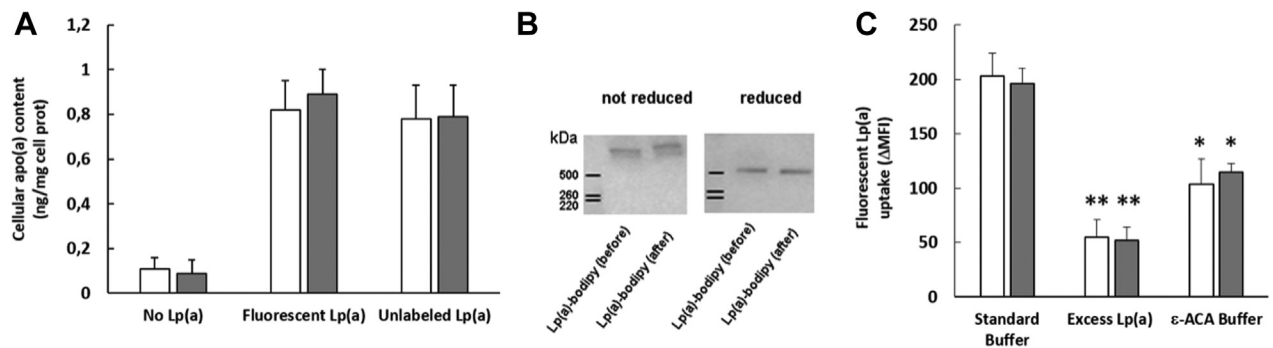 A
Cellular apo(a) content
(ng/mg cell prot)
1,2
1
0,8
0,6
0,4
0,2
0
No Lp(a)
Fluorescent Lp(a)
Unlabeled Lp(a)
B
not reduced
reduced
kDa
500
260
220
Lp(a)-bodipy (before)
Lp(a)-bodipy (after)
Lp(a)-bodipy (before)
Lp(a)-bodipy (after)
C
Fluorescent Lp(a)
uptake (ΔMFI)
250
200
150
100
50
0
** **
* *
Standard
Buffer
Excess Lp(a)
ε-ACA Buffer